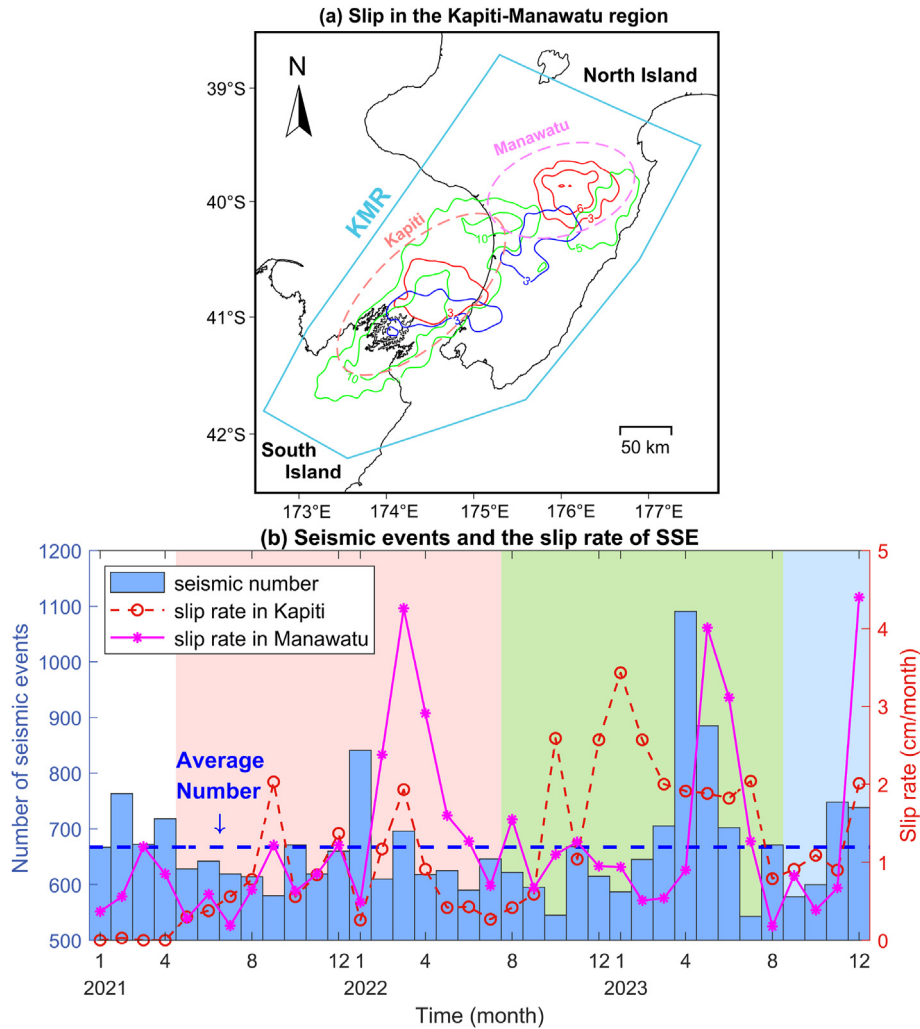 (a) Slip in the Kapiti-Manawatu region
N
North Island
39°S
Manawatu
KMR
40°S
6
3
Kapiti
10
5
3
3
3
41°S
10
42°S
South
Island
50 km
173°E 174°E 175°E 176°E 177°E
(b) Seismic events and the slip rate of SSE
1200 5
seismic number
1100
slip rate in Kapiti
slip rate in Manawatu
1000 4
900 3
Average
800 2
Number
↓
700
600 1
500 0
Number of seismic events
Slip rate (cm/month)
1 4 8 12 1 4 8 12 1 4 8 12
2021 2022 2023
Time (month)